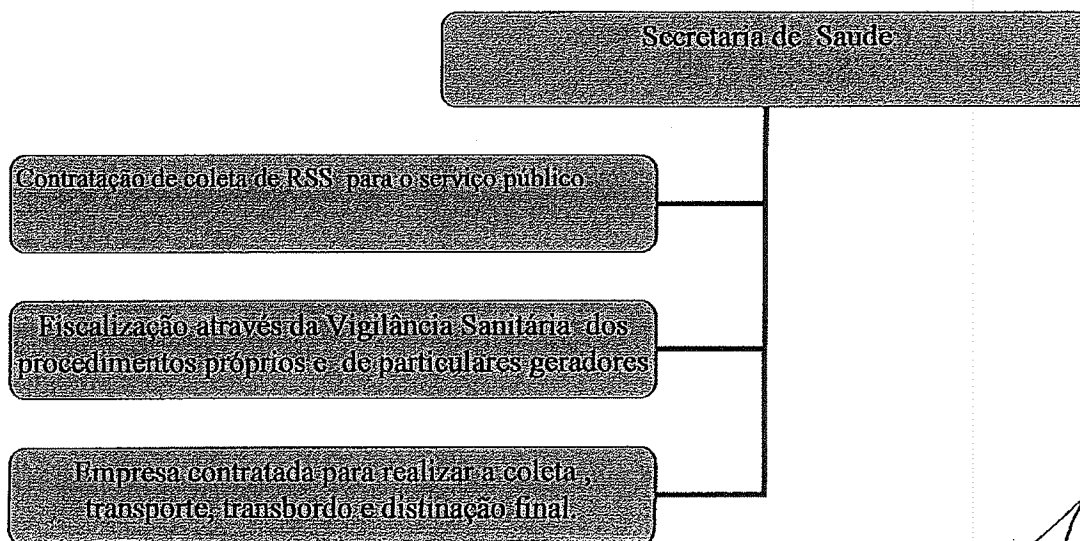 Secretaria de Saude
Contratação de coleta de RSS para o serviço público
Fiscalização através da Vigilância Sanitária dos
procedimentos próprios e de particulares geradores
Empresa contratada para realizar a coleta ,
transporte, transbordo e distinação final